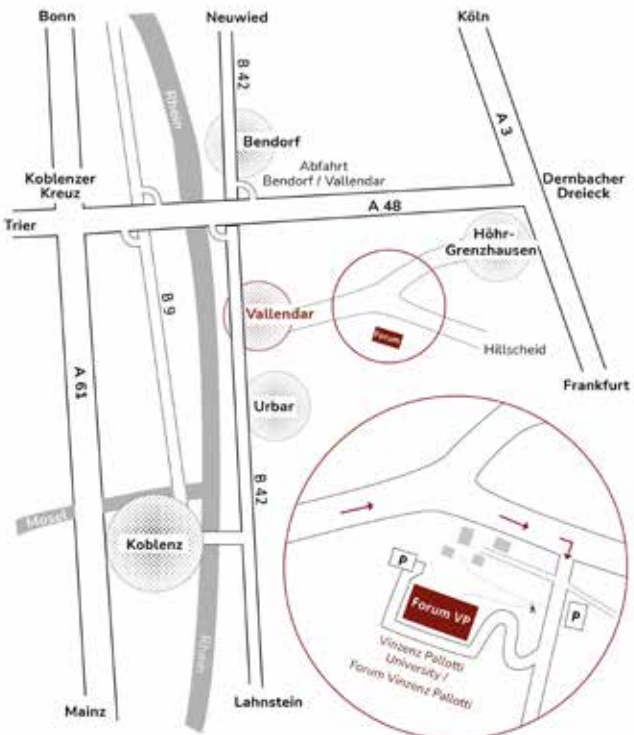 Bonn
Neuwied
Köln
B 42
Rhein
A 3
Bendorf
Abfahrt
Bendorf / Vallendar
Koblenzer
Kreuz
Dernbacher
Dreieck
A 48
Trier
Höhr-
Grenzhausen
B 9
Vallendar
Forum
Hillscheid
A 61
Frankfurt
Urbar
B 42
Mosel
Koblenz
P
Forum VP
P
Vinzenz Pallotti
University /
Forum Vinzenz Pallotti
Rhein
Lahnstein
Mainz